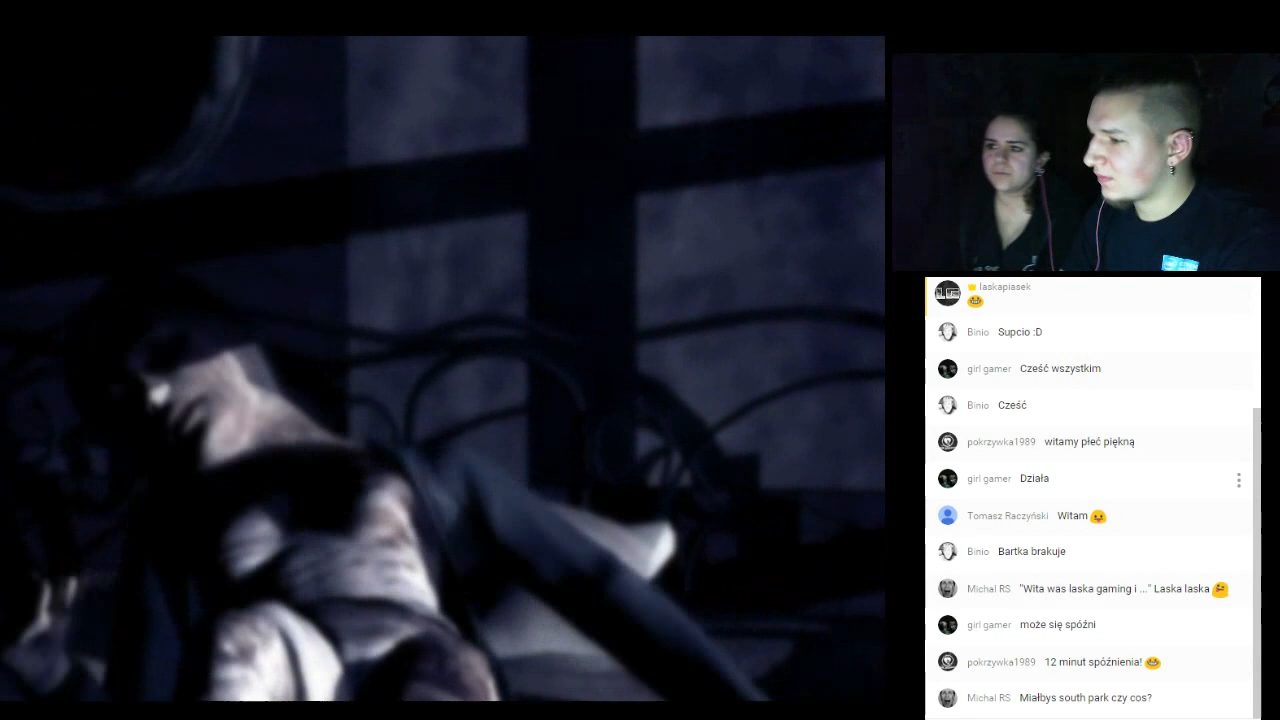 laskapiasek
Binio Supcio :D
girl gamer Cześć wszystkim
Binio Cześć
pokrzywka1989 witamy płeć piękną
girl gamer Działa
Tomasz Raczyński Witam
Binio Bartka brakuje
Michal RS "Wita was laska gaming i ..." Laska laska
girl gamer może się spóźni
pokrzywka1989 12 minut spóźnienia!
Michal RS Miałbys south park czy cos?